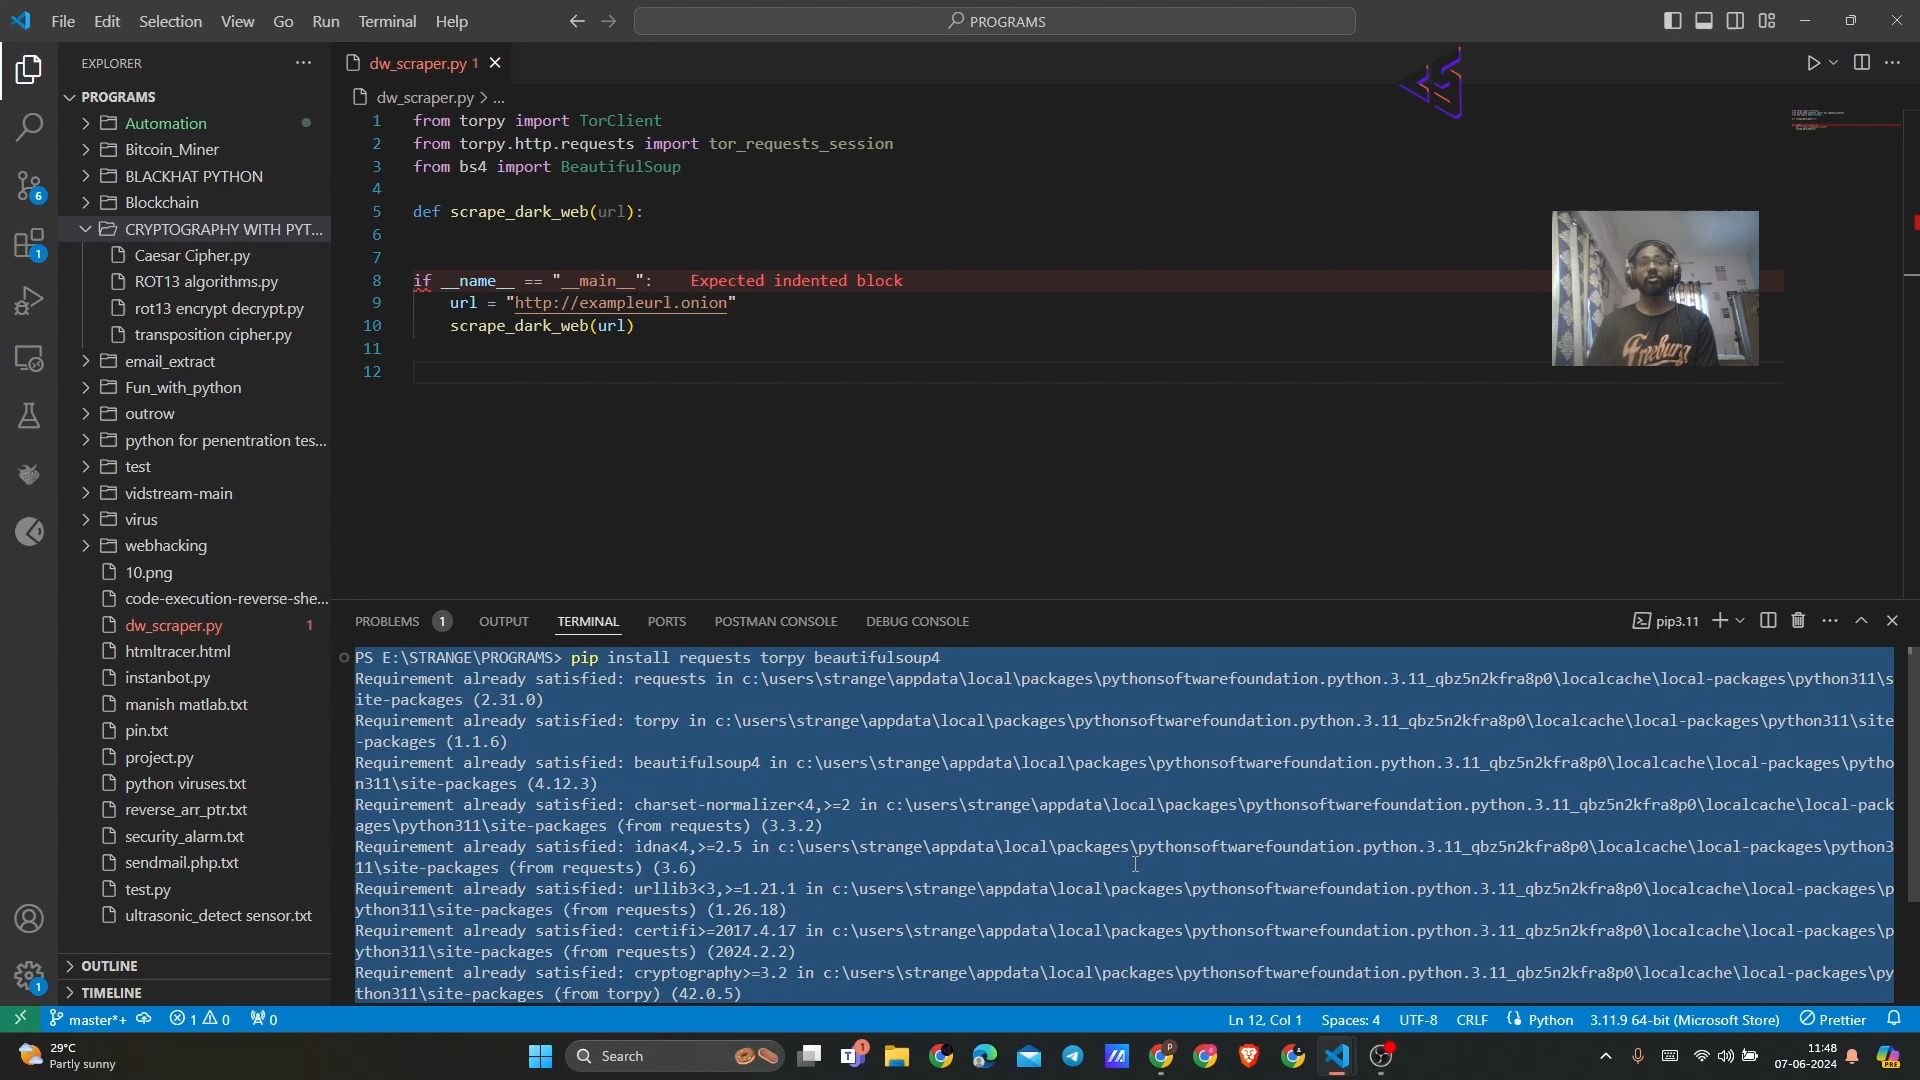 File Edit Selection View Go Run Terminal Help
PROGRAMS
EXPLORER
PROGRAMS
Automation
Bitcoin_Miner
BLACKHAT PYTHON
Blockchain
CRYPTOGRAPHY WITH PYT...
Caesar Cipher.py
ROT13 algorithms.py
rot13 encrypt decrypt.py
transposition cipher.py
email_extract
Fun_with_python
outrow
python for penentration tes...
test
vidstream-main
virus
webhacking
10.png
code-execution-reverse-she...
dw_scraper.py 1
htmltracer.html
instanbot.py
manish matlab.txt
pin.txt
project.py
python viruses.txt
reverse_arr_ptr.txt
security_alarm.txt
sendmail.php.txt
test.py
ultrasonic_detect sensor.txt
OUTLINE
TIMELINE
6
1
1
dw_scraper.py 1
dw_scraper.py > ...
1 from torpy import TorClient
2 from torpy.http.requests import tor_requests_session
3 from bs4 import BeautifulSoup
4
5 def scrape_dark_web(url):
6
7
8 if __name__ == "__main__": Expected indented block
9 url = "http://exampleurl.onion"
10 scrape_dark_web(url)
11
12
Freeburg
PROBLEMS 1 OUTPUT TERMINAL PORTS POSTMAN CONSOLE DEBUG CONSOLE
pip3.11
PS E:\STRANGE\PROGRAMS> pip install requests torpy beautifulsoup4
Requirement already satisfied: requests in c:\users\strange\appdata\local\packages\pythonsoftwarefoundation.python.3.11_qbz5n2kfra8p0\localcache\local-packages\python311\s
ite-packages (2.31.0)
Requirement already satisfied: torpy in c:\users\strange\appdata\local\packages\pythonsoftwarefoundation.python.3.11_qbz5n2kfra8p0\localcache\local-packages\python311\site
-packages (1.1.6)
Requirement already satisfied: beautifulsoup4 in c:\users\strange\appdata\local\packages\pythonsoftwarefoundation.python.3.11_qbz5n2kfra8p0\localcache\local-packages\pytho
n311\site-packages (4.12.3)
Requirement already satisfied: charset-normalizer<4,>=2 in c:\users\strange\appdata\local\packages\pythonsoftwarefoundation.python.3.11_qbz5n2kfra8p0\localcache\local-pack
ages\python311\site-packages (from requests) (3.3.2)
Requirement already satisfied: idna<4,>=2.5 in c:\users\strange\appdata\local\packages\pythonsoftwarefoundation.python.3.11_qbz5n2kfra8p0\localcache\local-packages\python3
11\site-packages (from requests) (3.6)
Requirement already satisfied: urllib3<3,>=1.21.1 in c:\users\strange\appdata\local\packages\pythonsoftwarefoundation.python.3.11_qbz5n2kfra8p0\localcache\local-packages\p
ython311\site-packages (from requests) (1.26.18)
Requirement already satisfied: certifi>=2017.4.17 in c:\users\strange\appdata\local\packages\pythonsoftwarefoundation.python.3.11_qbz5n2kfra8p0\localcache\local-packages\p
ython311\site-packages (from requests) (2024.2.2)
Requirement already satisfied: cryptography>=3.2 in c:\users\strange\appdata\local\packages\pythonsoftwarefoundation.python.3.11_qbz5n2kfra8p0\localcache\local-packages\py
thon311\site-packages (from torpy) (42.0.5)
master*+ 1 0 0
Ln 12, Col 1 Spaces: 4 UTF-8 CRLF Python 3.11.9 64-bit (Microsoft Store) Prettier
29°C
Partly sunny
Search
1
11:48
07-06-2024